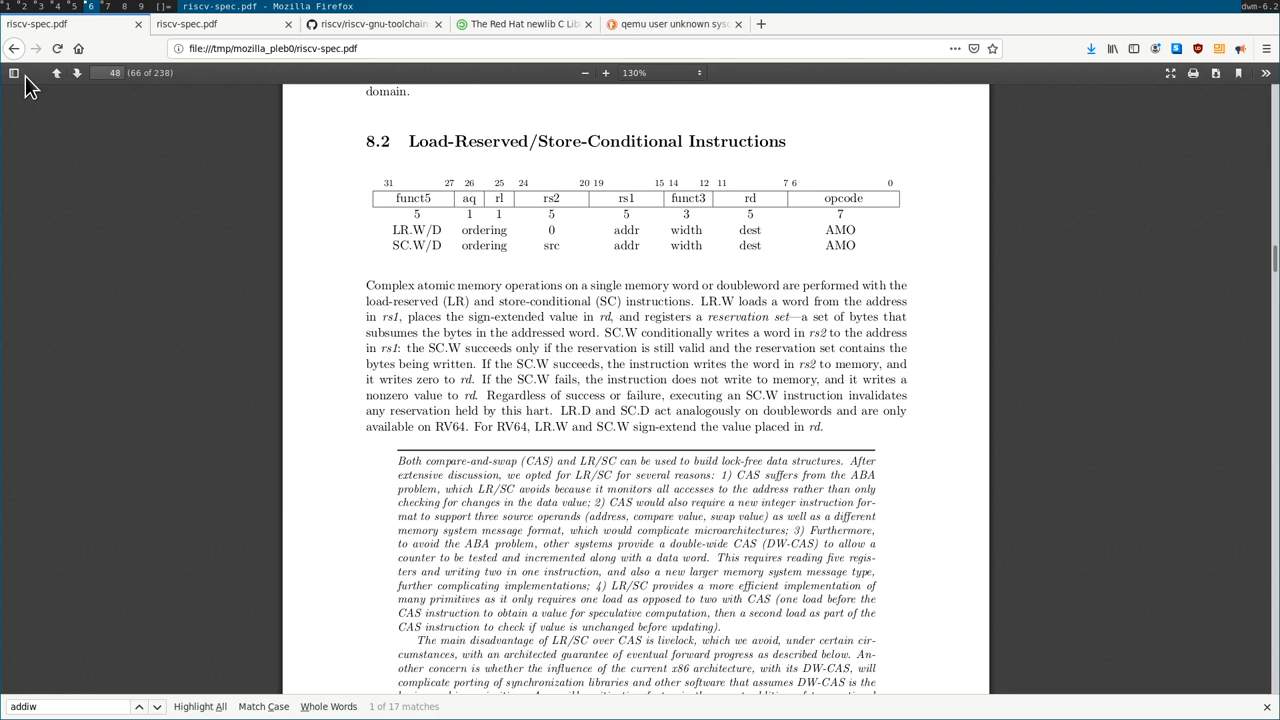 1 2 3 4 5 6 7 8 9 []= riscv-spec.pdf - Mozilla Firefox dwm-6.2
riscv-spec.pdf riscv-spec.pdf riscv/riscv-gnu-toolchain The Red Hat newlib C Lib qemu user unknown sys
file:///tmp/mozilla_pleb0/riscv-spec.pdf
48 (66 of 238) 130%
domain.
8.2 Load-Reserved/Store-Conditional Instructions
31 27 26 25 24 20 19 15 14 12 11 7 6 0
funct5 aq rl rs2 rs1 funct3 rd opcode
5 1 1 5 5 3 5 7
LR.W/D ordering 0 addr width dest AMO
SC.W/D ordering src addr width dest AMO
Complex atomic memory operations on a single memory word or doubleword are performed with the
load-reserved (LR) and store-conditional (SC) instructions. LR.W loads a word from the address
in rs1, places the sign-extended value in rd, and registers a reservation set—a set of bytes that
subsumes the bytes in the addressed word. SC.W conditionally writes a word in rs2 to the address
in rs1: the SC.W succeeds only if the reservation is still valid and the reservation set contains the
bytes being written. If the SC.W succeeds, the instruction writes the word in rs2 to memory, and
it writes zero to rd. If the SC.W fails, the instruction does not write to memory, and it writes a
nonzero value to rd. Regardless of success or failure, executing an SC.W instruction invalidates
any reservation held by this hart. LR.D and SC.D act analogously on doublewords and are only
available on RV64. For RV64, LR.W and SC.W sign-extend the value placed in rd.
Both compare-and-swap (CAS) and LR/SC can be used to build lock-free data structures. After
extensive discussion, we opted for LR/SC for several reasons: 1) CAS suffers from the ABA
problem, which LR/SC avoids because it monitors all accesses to the address rather than only
checking for changes in the data value; 2) CAS would also require a new integer instruction for-
mat to support three source operands (address, compare value, swap value) as well as a different
memory system message format, which would complicate microarchitectures; 3) Furthermore,
to avoid the ABA problem, other systems provide a double-wide CAS (DW-CAS) to allow a
counter to be tested and incremented along with a data word. This requires reading five regis-
ters and writing two in one instruction, and also a new larger memory system message type,
further complicating implementations; 4) LR/SC provides a more efficient implementation of
many primitives as it only requires one load as opposed to two with CAS (one load before the
CAS instruction to obtain a value for speculative computation, then a second load as part of the
CAS instruction to check if value is unchanged before updating).
The main disadvantage of LR/SC over CAS is livelock, which we avoid, under certain cir-
cumstances, with an architected guarantee of eventual forward progress as described below. An-
other concern is whether the influence of the current x86 architecture, with its DW-CAS, will
complicate porting of synchronization libraries and other software that assumes DW-CAS is the
addiw Highlight All Match Case Whole Words 1 of 17 matches